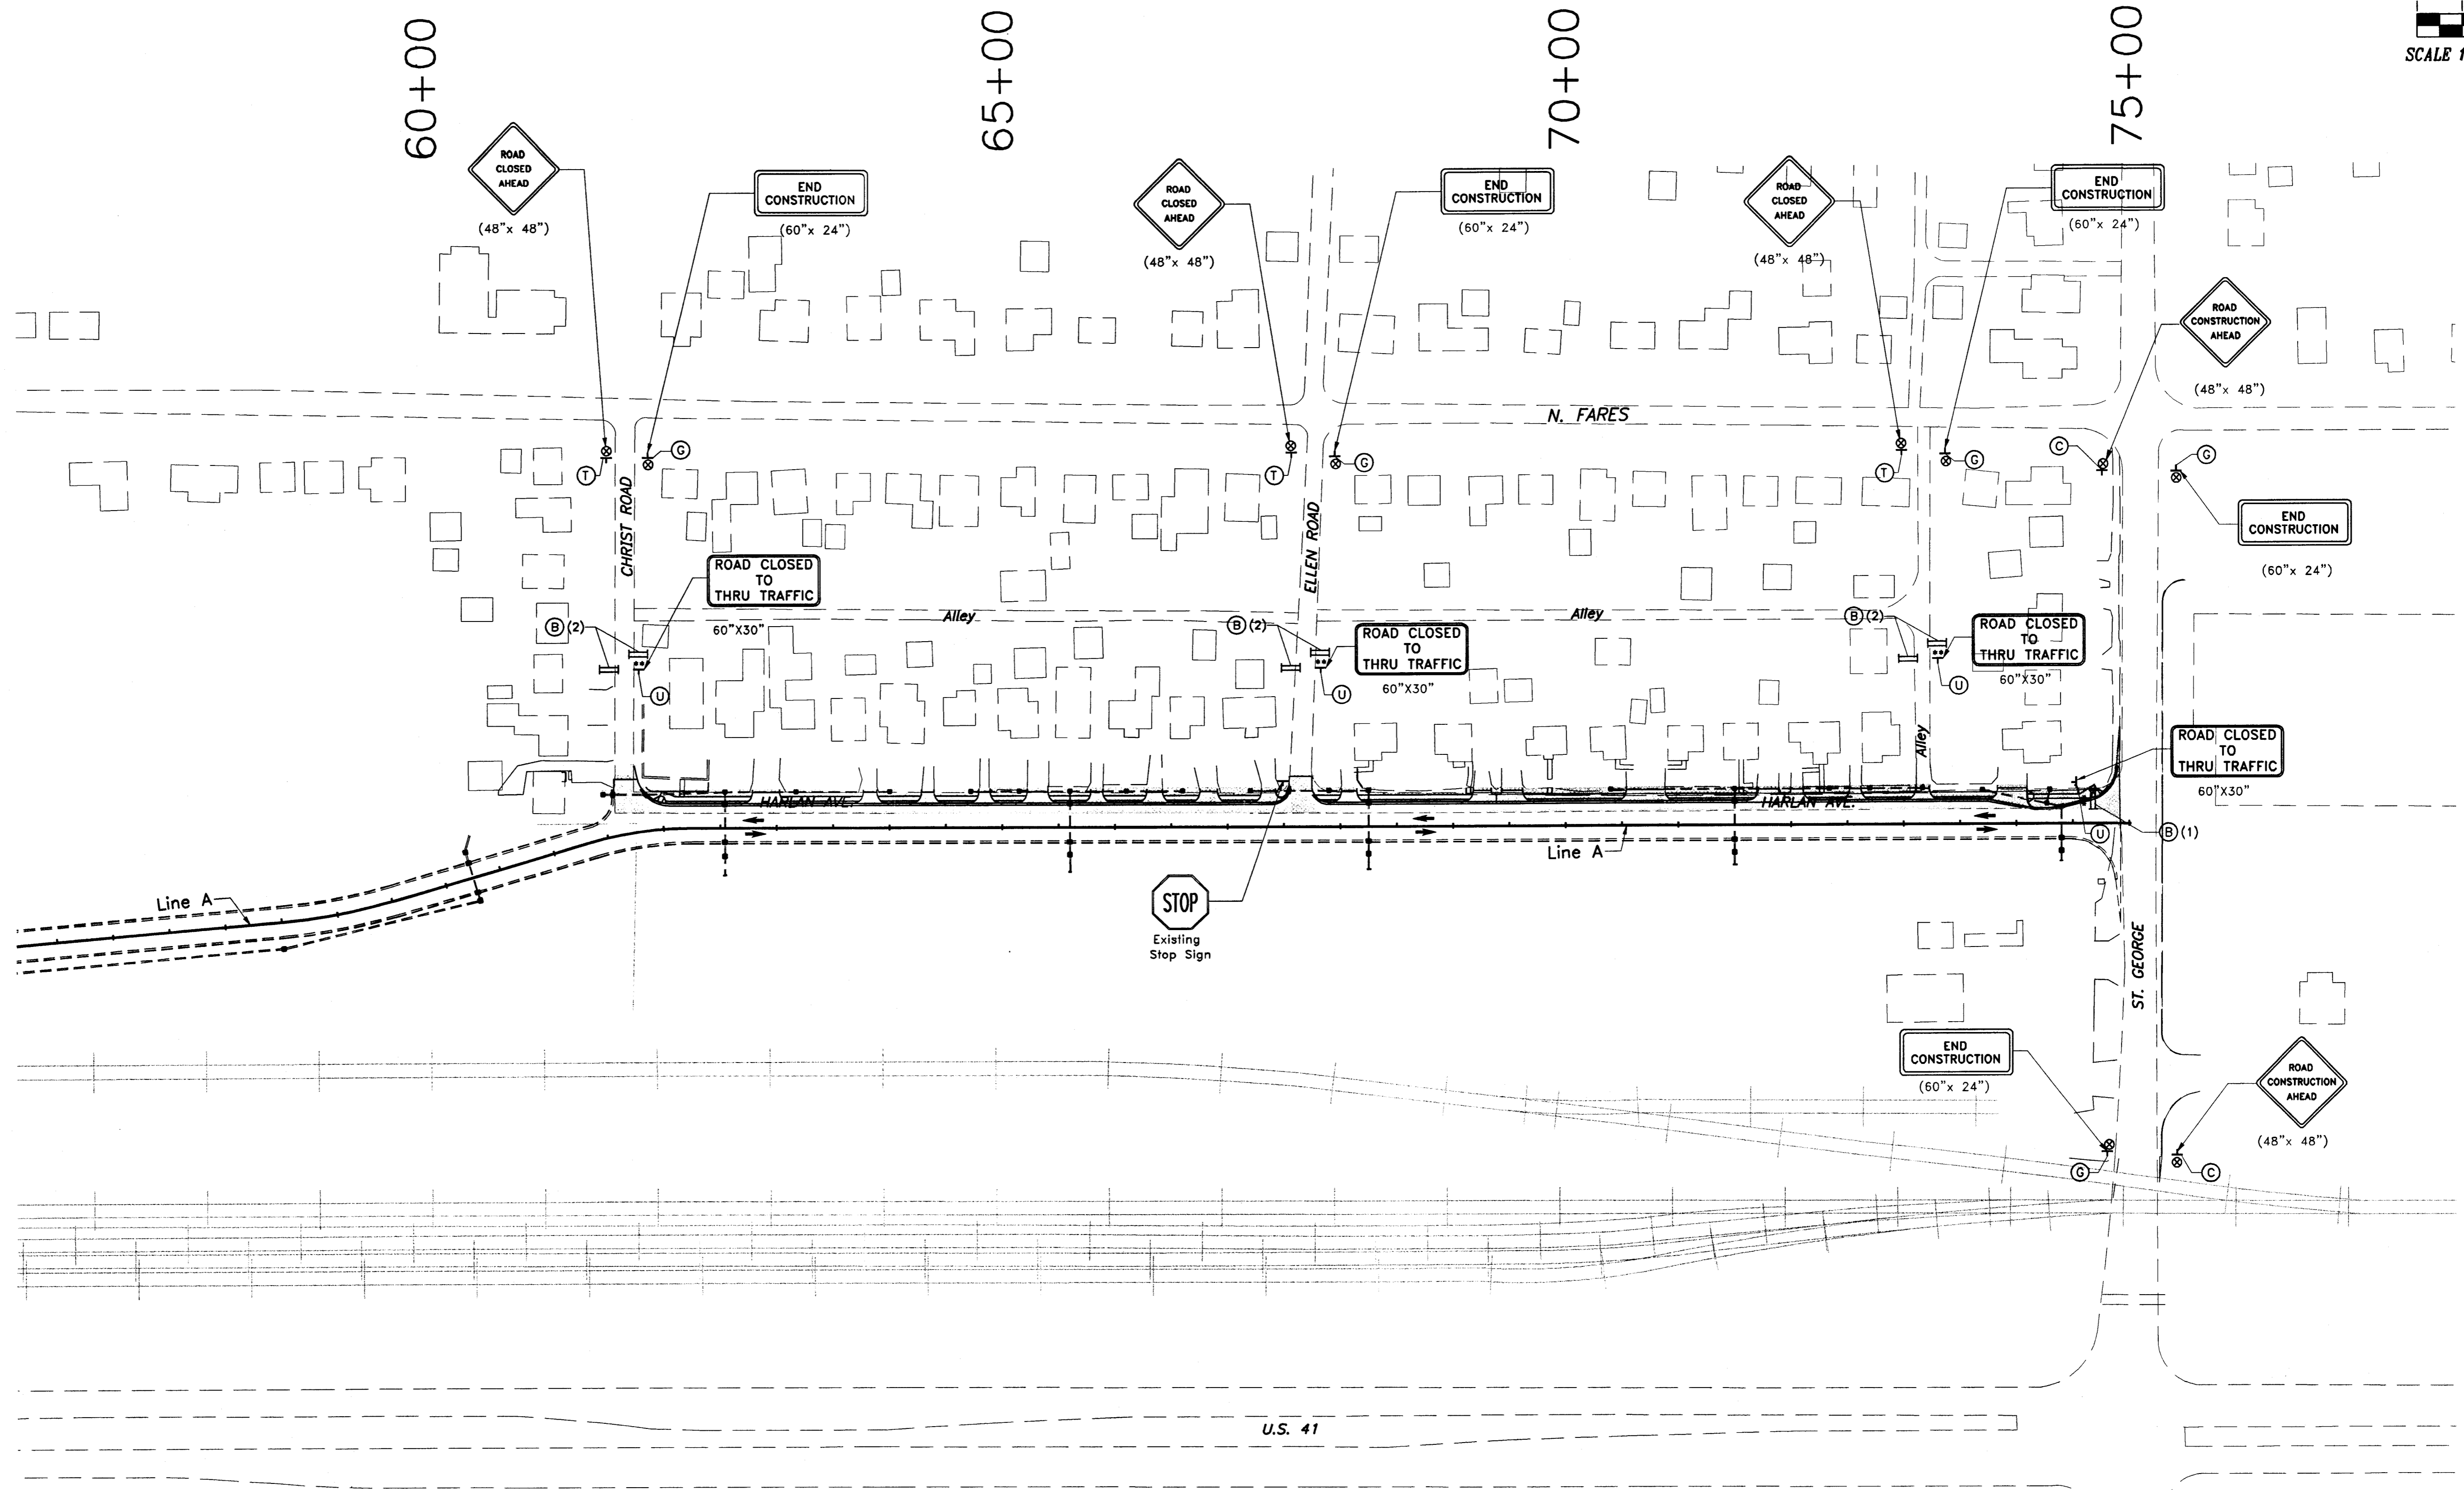 60+00
65+00
70+00
75+00
SCALE 1
ROAD
CLOSED
AHEAD
(48"x 48")
END
CONSTRUCTION
(60"x 24")
ROAD
CLOSED
AHEAD
(48"x 48")
END
CONSTRUCTION
(60"x 24")
ROAD
CLOSED
AHEAD
(48"x 48")
END
CONSTRUCTION
(60"x 24")
ROAD
CONSTRUCTION
AHEAD
(48"x 48")
N. FARES
T
G
T
G
T
G
C
G
END
CONSTRUCTION
(60"x 24")
CHRIST ROAD
ELLEN ROAD
ROAD CLOSED
TO
THRU TRAFFIC
60"X30"
B (2)
U
Alley
B (2)
ROAD CLOSED
TO
THRU TRAFFIC
60"X30"
U
Alley
B (2)
ROAD CLOSED
TO
THRU TRAFFIC
60"X30"
U
Alley
ROAD CLOSED
TO
THRU TRAFFIC
60"X30"
HARLAN AVE.
HARLAN AVE.
U
B (1)
Line A
Line A
STOP
Existing
Stop Sign
ST. GEORGE
END
CONSTRUCTION
(60"x 24")
ROAD
CONSTRUCTION
AHEAD
(48"x 48")
G
C
U.S. 41